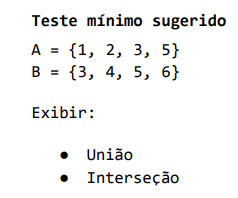 Teste mínimo sugerido
A = {1, 2, 3, 5}
B = {3, 4, 5, 6}
Exibir:
● União
● Interseção